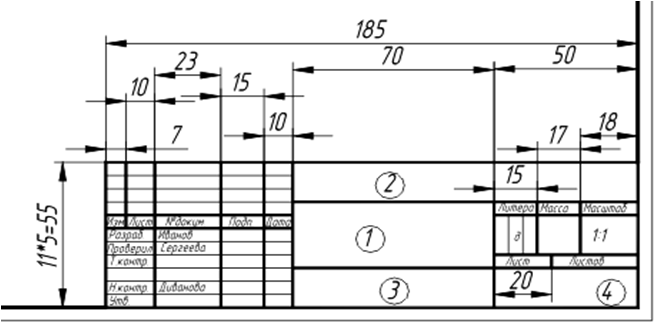 185
70 50
23
10 15 10 17 18
7 15
11*5=55
2
Изм Лист №докум Подп Дата 1 Литера Масса Масштаб
Разраб Иванов
Проверил Сергеева д 1:1
Т контр Лист Листов
20
Н контр Диванова 3 4
Утв